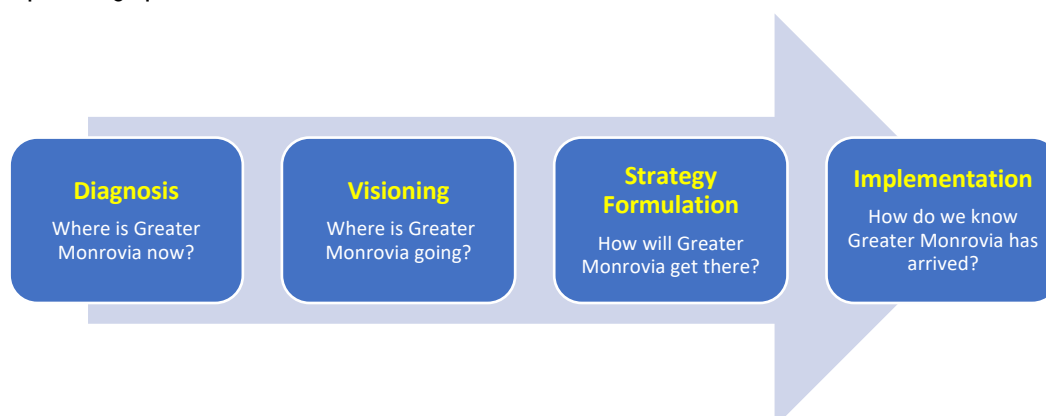 Diagnosis
Where is Greater
Monrovia now?
Visioning
Where is Greater
Monrovia going?
Strategy
Formulation
How will Greater
Monrovia get there?
Implementation
How do we know
Greater Monrovia has
arrived?